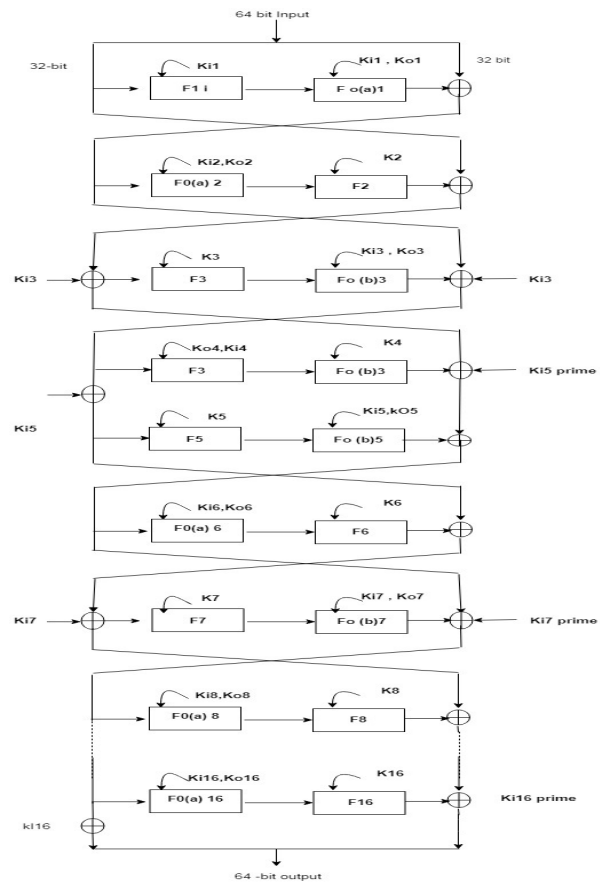 64 bit Input
32-bit
Ki1
Ki1 , Ko1
32 bit
F1 i
F o(a)1
Ki2,Ko2
K2
F0(a) 2
F2
K3
Ki3 , Ko3
Ki3
F3
Fo (b)3
Ki3
Ko4,Ki4
K4
F3
Fo (b)3
Ki5 prime
Ki5
K5
Ki5,kO5
F5
Fo (b)5
Ki6,Ko6
K6
F0(a) 6
F6
K7
Ki7 , Ko7
Ki7
F7
Fo (b)7
Ki7 prime
Ki8,Ko8
K8
F0(a) 8
F8
Ki16,Ko16
K16
F0(a) 16
F16
Ki16 prime
kI16
64 -bit output